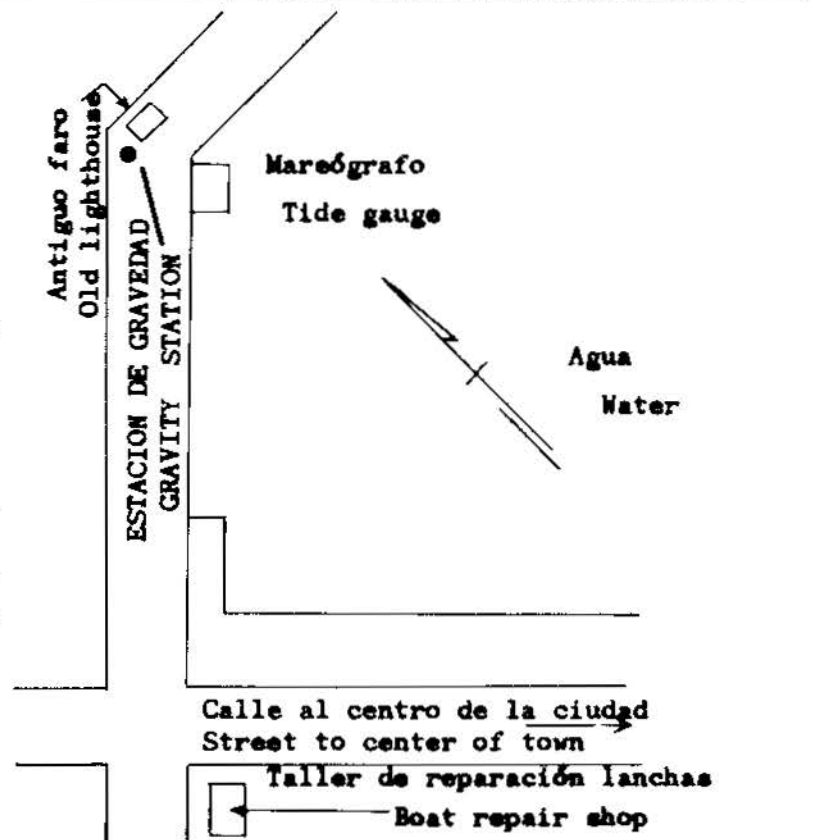 Antiguo faro
Old lighthouse
Mareógrafo
Tide gauge
ESTACION DE GRAVEDAD
GRAVITY STATION
Agua
Water
Calle al centro de la ciudad
Street to center of town
Taller de reparación lanchas
Boat repair shop